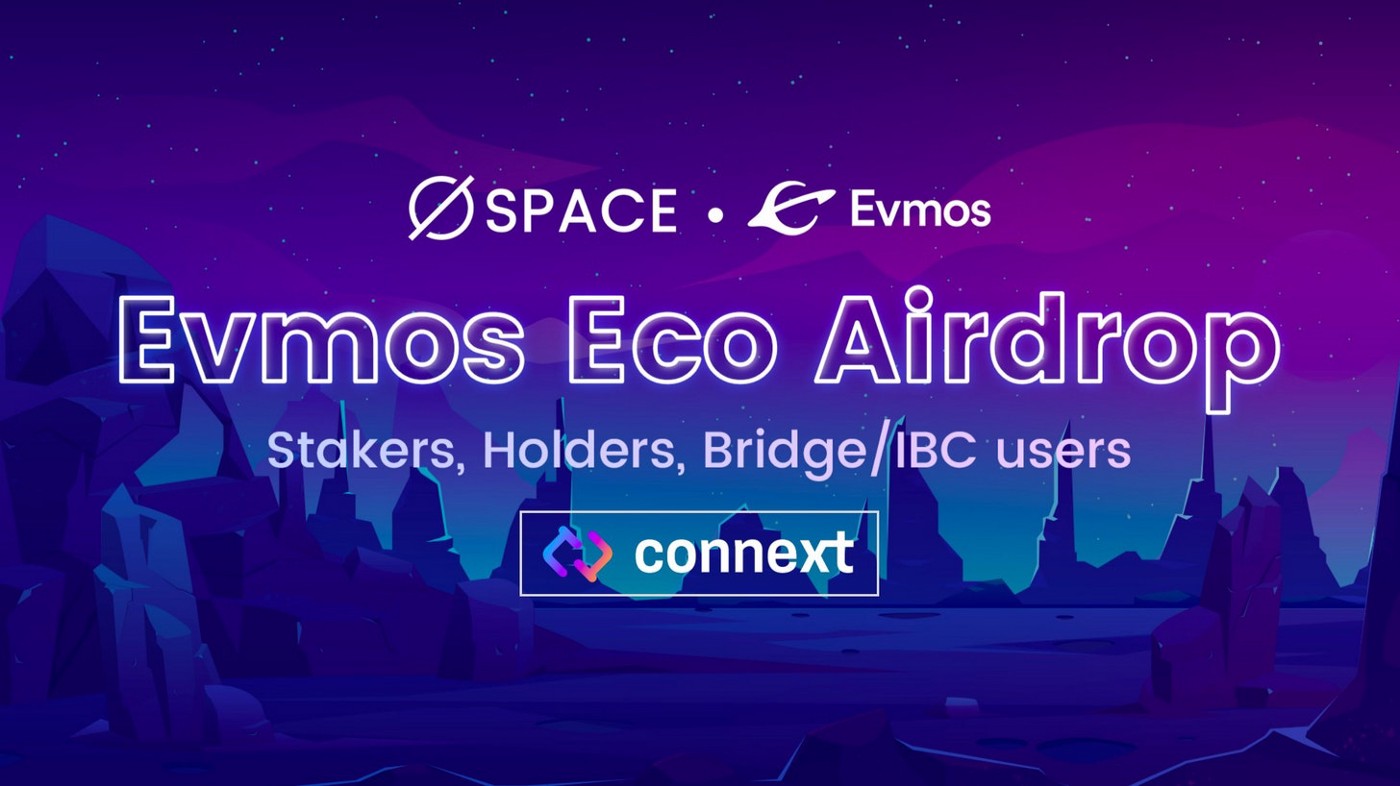 SPACE • Evmos
Evmos Eco Airdrop
Stakers, Holders, Bridge/IBC users
connext